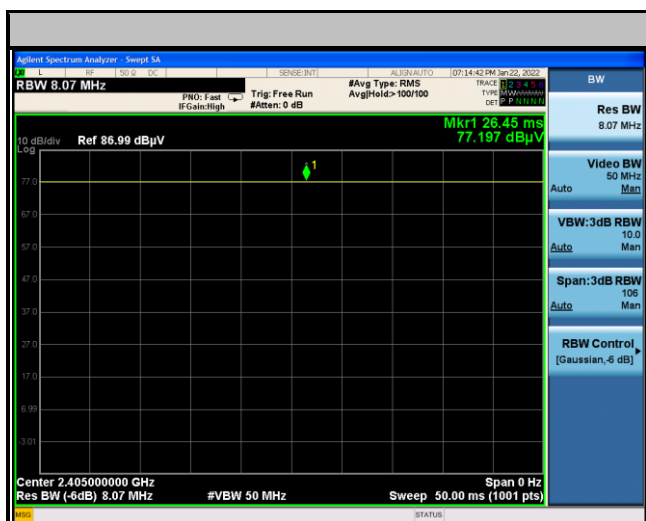 Agilent Spectrum Analyzer - Swept SA
L RF 50 Ω DC SENSE:INT ALIGN AUTO 07:14:42 PM Jan 22, 2022
RBW 8.07 MHz
PNO: Fast
IFGain:High
Trig: Free Run
#Atten: 0 dB
#Avg Type: RMS
Avg|Hold:>100/100
TRACE 1 2 3 4 5 6
TYPE
DET P P N N N N
Mkr1 26.45 ms
77.197 dBµV
10 dB/div Ref 86.99 dBµV
Log
1
77.0
67.0
57.0
47.0
37.0
27.0
17.0
6.99
-3.01
Center 2.405000000 GHz Span 0 Hz
Res BW (-6dB) 8.07 MHz #VBW 50 MHz Sweep 50.00 ms (1001 pts)
MSG STATUS
BW
Res BW
8.07 MHz
Video BW
50 MHz
Auto Man
VBW:3dB RBW
10.0
Auto Man
Span:3dB RBW
106
Auto Man
RBW Control
[Gaussian,-6 dB]